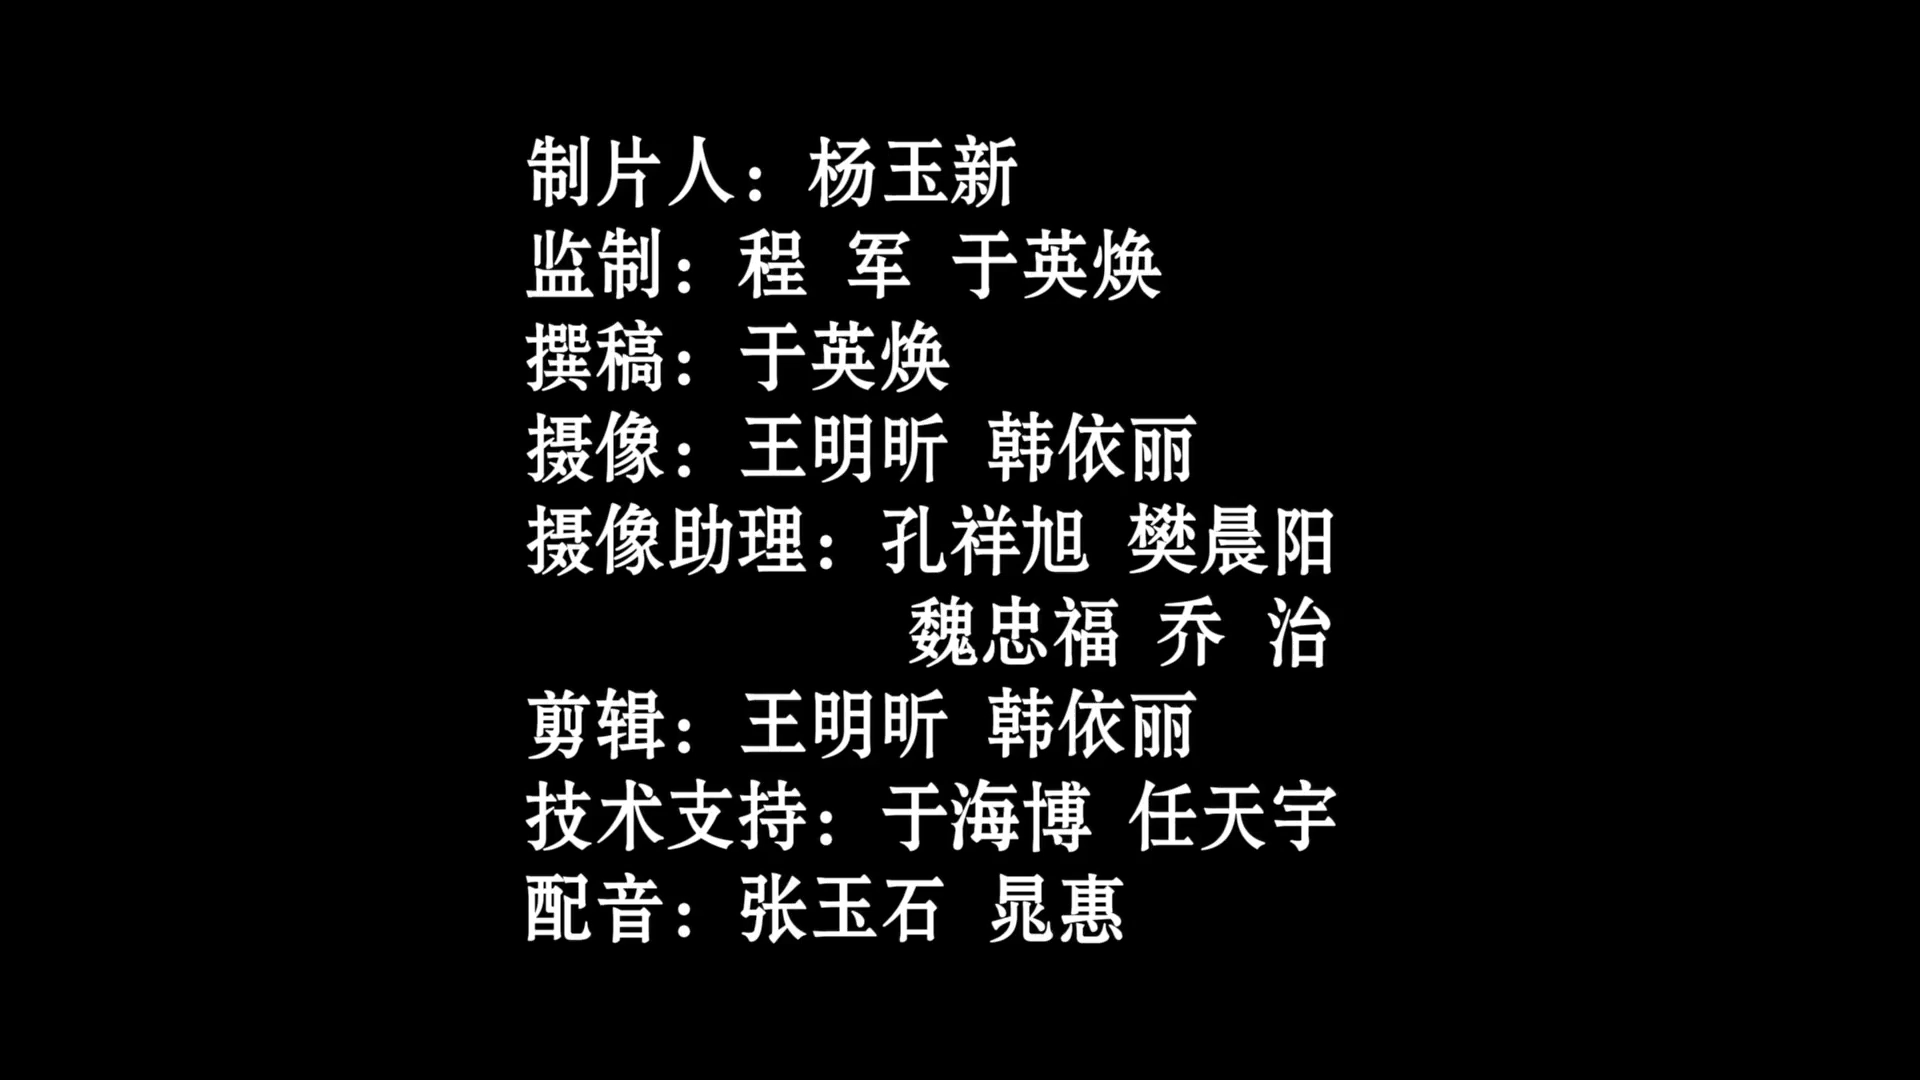 制片人：杨玉新
监制：程 军 于英焕
撰稿：于英焕
摄像：王明昕 韩依丽
摄像助理：孔祥旭 樊晨阳
魏忠福 乔 治
剪辑：王明昕 韩依丽
技术支持：于海博 任天宇
配音：张玉石 晁惠